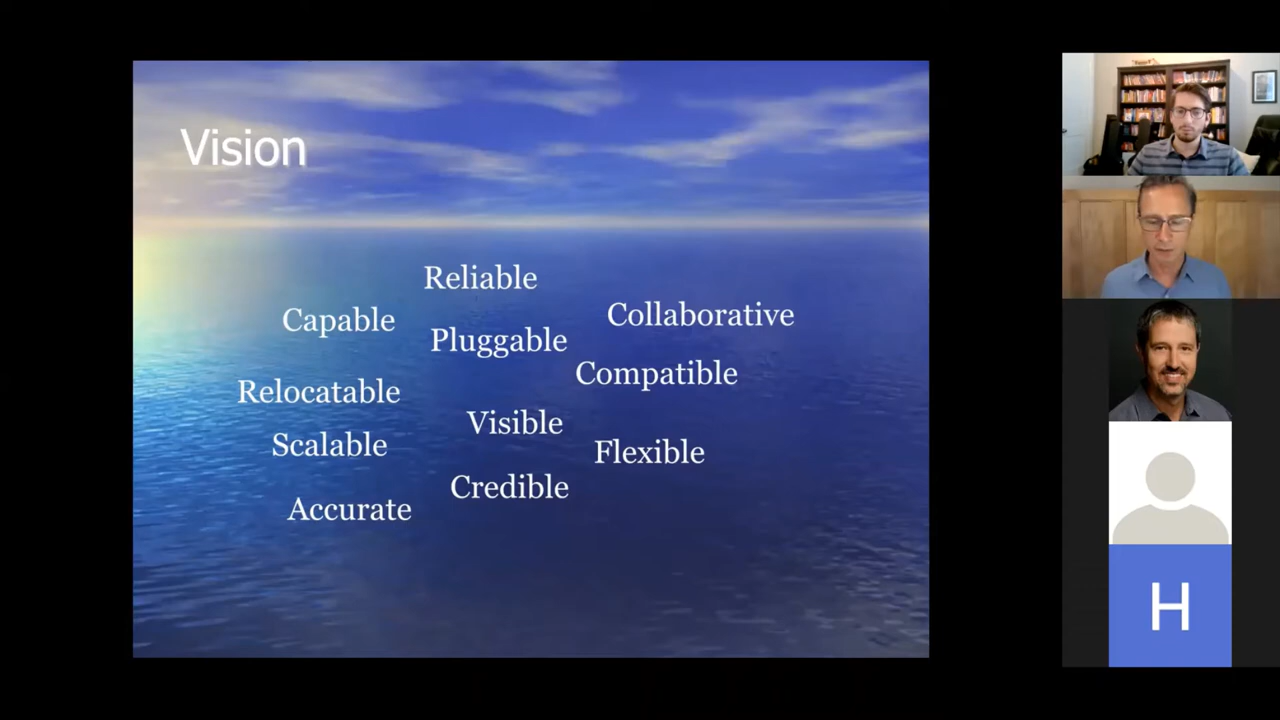 Vision
Reliable
Collaborative
Capable
Pluggable
Compatible
Relocatable
Visible
Scalable
Flexible
Credible
Accurate
H